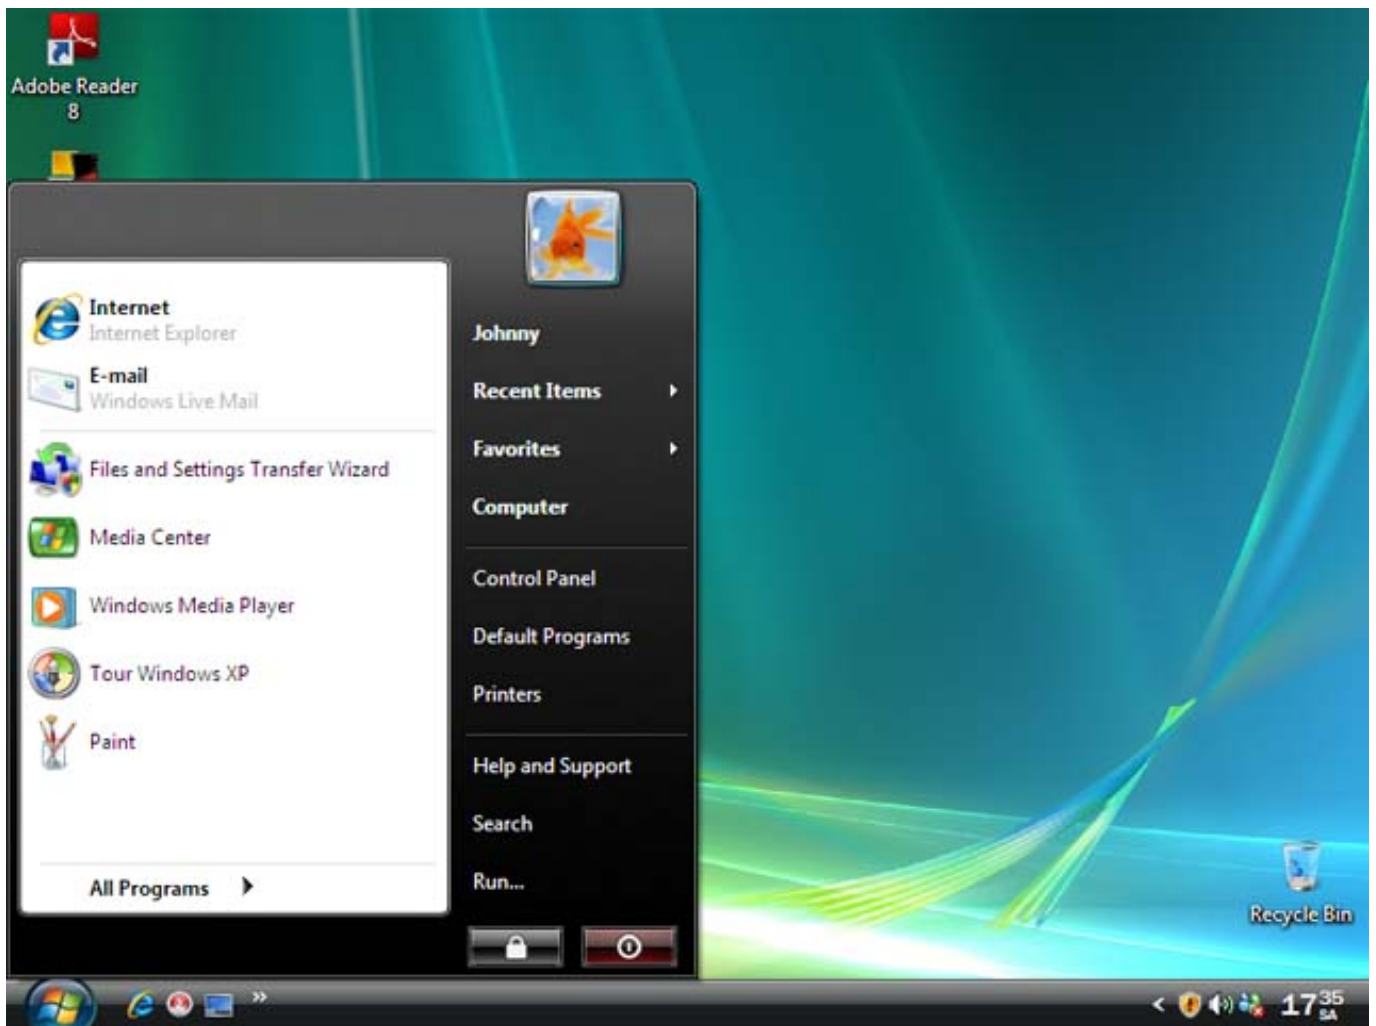 Adobe Reader
8
Internet
Internet Explorer
E-mail
Windows Live Mail
Files and Settings Transfer Wizard
Media Center
Windows Media Player
Tour Windows XP
Paint
All Programs
Johnny
Recent Items
Favorites
Computer
Control Panel
Default Programs
Printers
Help and Support
Search
Run...
Recycle Bin
»
17 35
SA